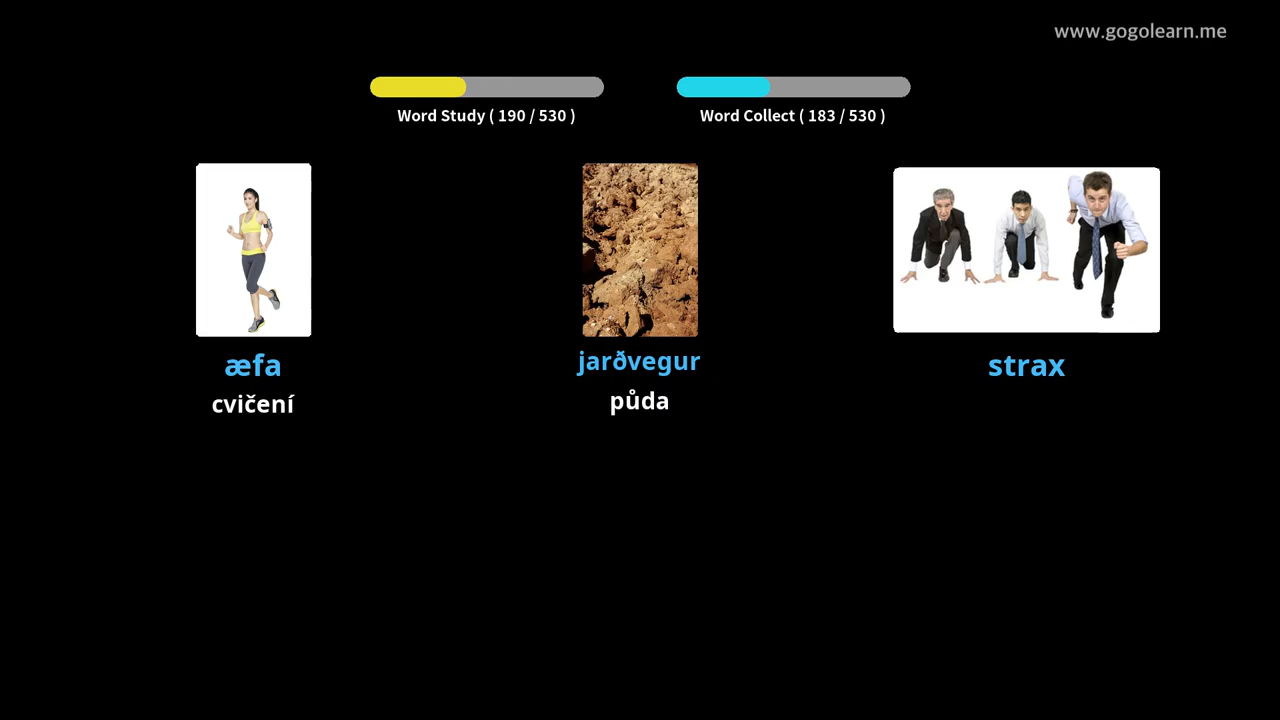 www.gogolearn.me
Word Study ( 190 / 530 )
Word Collect ( 183 / 530 )
æfa
jarðvegur
strax
cvičení
půda